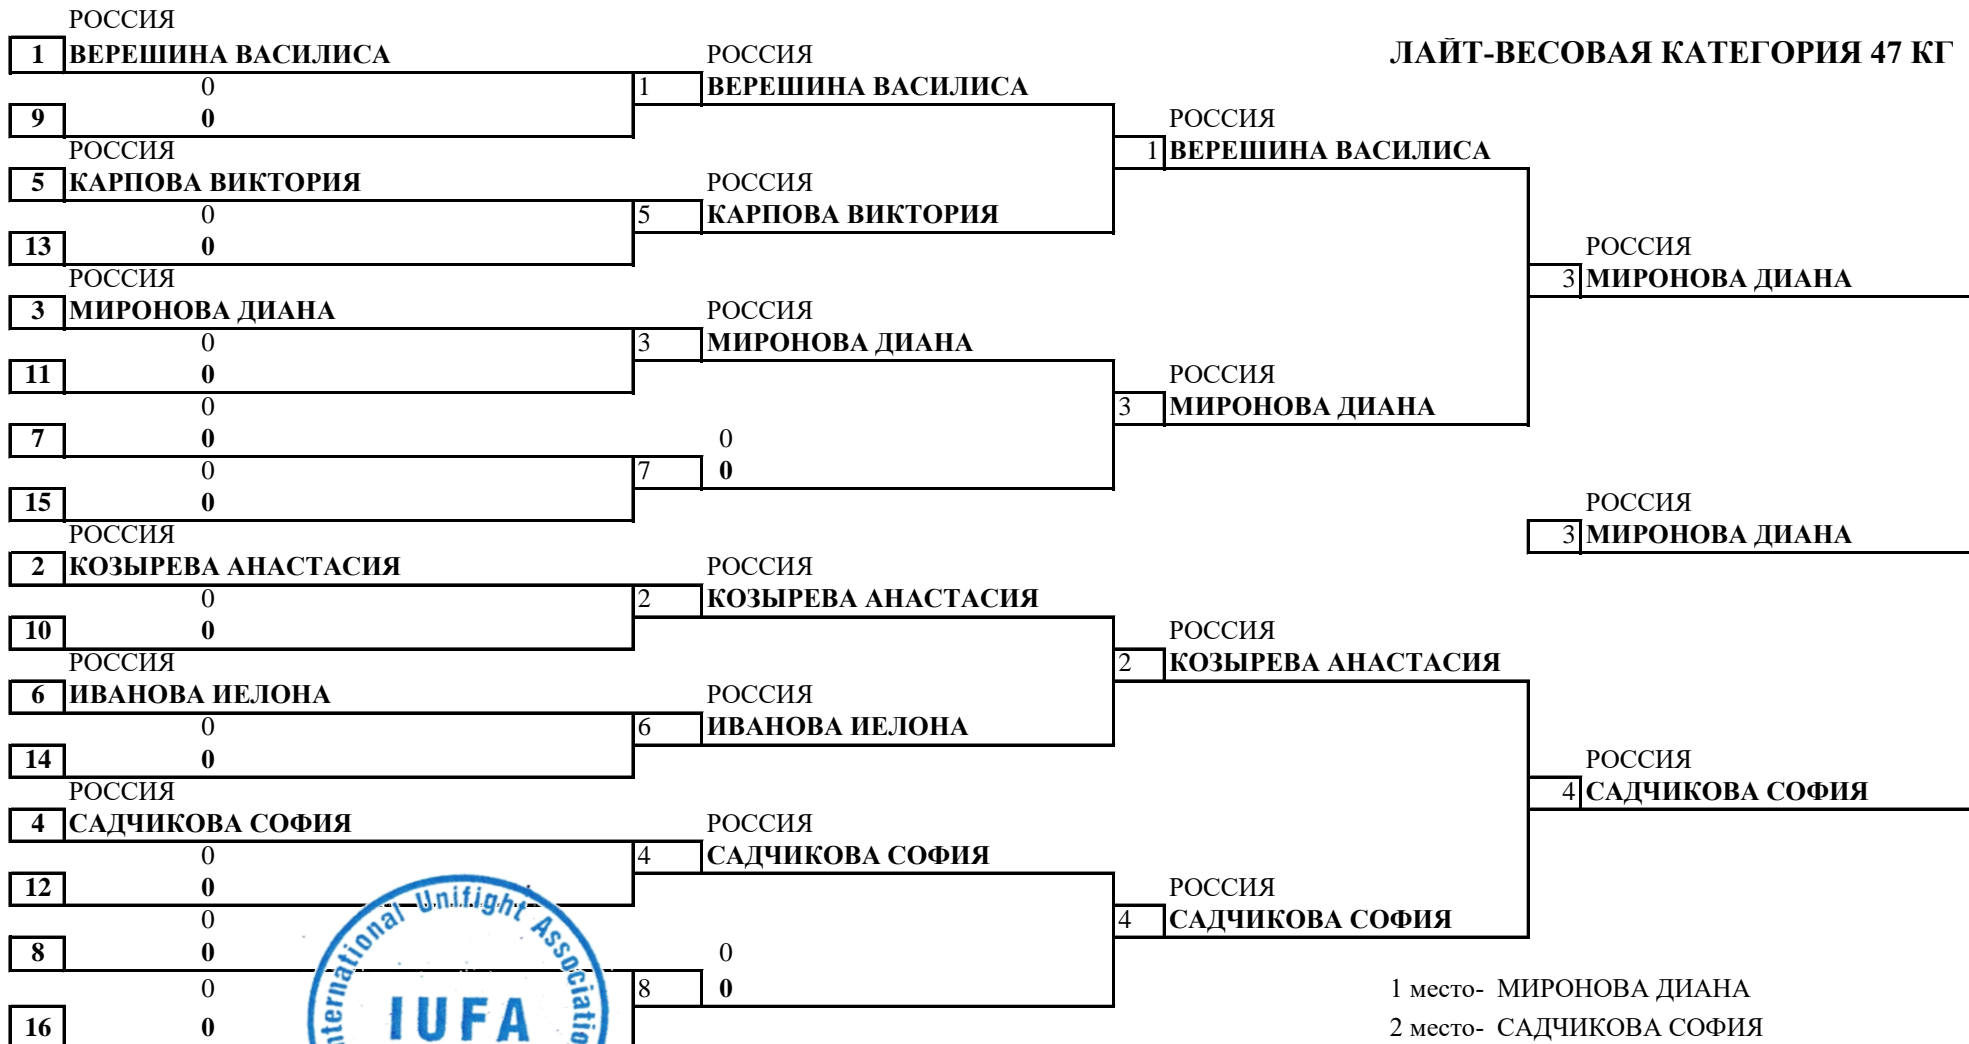 РОССИЯ
1 ВЕРЕШИНА ВАСИЛИСА РОССИЯ ЛАЙТ-ВЕСОВАЯ КАТЕГОРИЯ 47 КГ
0 1 ВЕРЕШИНА ВАСИЛИСА
9 0 РОССИЯ
РОССИЯ 1 ВЕРЕШИНА ВАСИЛИСА
5 КАРПОВА ВИКТОРИЯ РОССИЯ
0 5 КАРПОВА ВИКТОРИЯ
13 0 РОССИЯ
РОССИЯ 3 МИРОНОВА ДИАНА
3 МИРОНОВА ДИАНА РОССИЯ
0 3 МИРОНОВА ДИАНА
11 0 РОССИЯ
0 3 МИРОНОВА ДИАНА
7 0 0
0 7 0
15 0 РОССИЯ
РОССИЯ 3 МИРОНОВА ДИАНА
2 КОЗЫРЕВА АНАСТАСИЯ РОССИЯ
0 2 КОЗЫРЕВА АНАСТАСИЯ
10 0 РОССИЯ
РОССИЯ 2 КОЗЫРЕВА АНАСТАСИЯ
6 ИВАНОВА ИЕЛОНА РОССИЯ
0 6 ИВАНОВА ИЕЛОНА
14 0 РОССИЯ
РОССИЯ 4 САДЧИКОВА СОФИЯ
4 САДЧИКОВА СОФИЯ РОССИЯ
0 4 САДЧИКОВА СОФИЯ
12 0 РОССИЯ
0 4 САДЧИКОВА СОФИЯ
8 0 0
0 8 0 1 место- МИРОНОВА ДИАНА
16 0 2 место- САДЧИКОВА СОФИЯ
International Unifight Association
IUFA